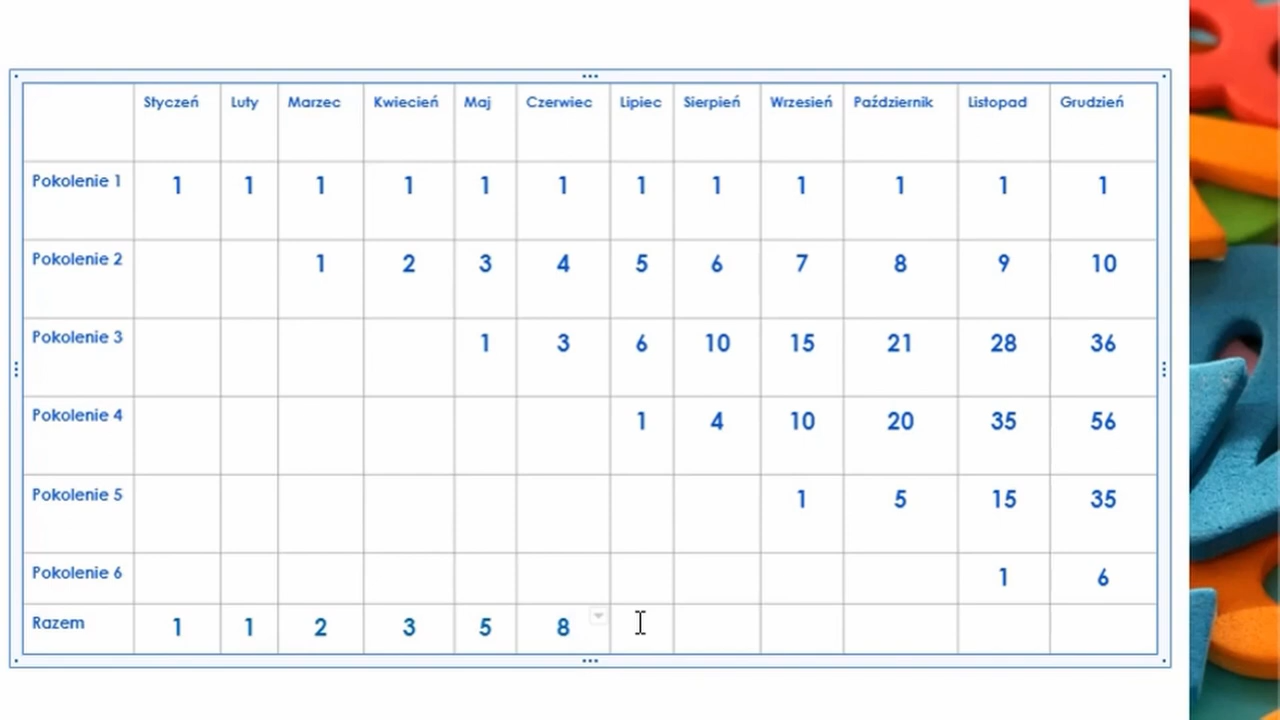 Styczeń Luty Marzec Kwiecień Maj Czerwiec Lipiec Sierpień Wrzesień Październik Listopad Grudzień
Pokolenie 1 1 1 1 1 1 1 1 1 1 1 1 1
Pokolenie 2 1 2 3 4 5 6 7 8 9 10
Pokolenie 3 1 3 6 10 15 21 28 36
Pokolenie 4 1 4 10 20 35 56
Pokolenie 5 1 5 15 35
Pokolenie 6 1 6
Razem 1 1 2 3 5 8